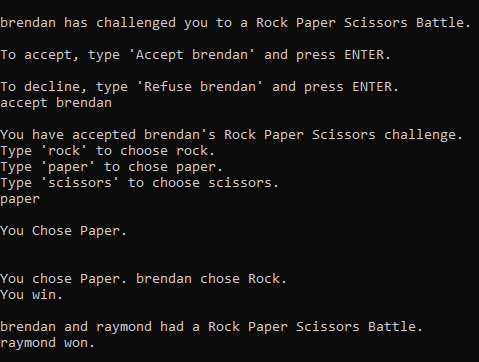 brendan has challenged you to a Rock Paper Scissors Battle.
To accept, type 'Accept brendan' and press ENTER.
To decline, type 'Refuse brendan' and press ENTER.
accept brendan
You have accepted brendan's Rock Paper Scissors challenge.
Type 'rock' to choose rock.
Type 'paper' to chose paper.
Type 'scissors' to choose scissors.
paper
You Chose Paper.
You chose Paper. brendan chose Rock.
You win.
brendan and raymond had a Rock Paper Scissors Battle.
raymond won.